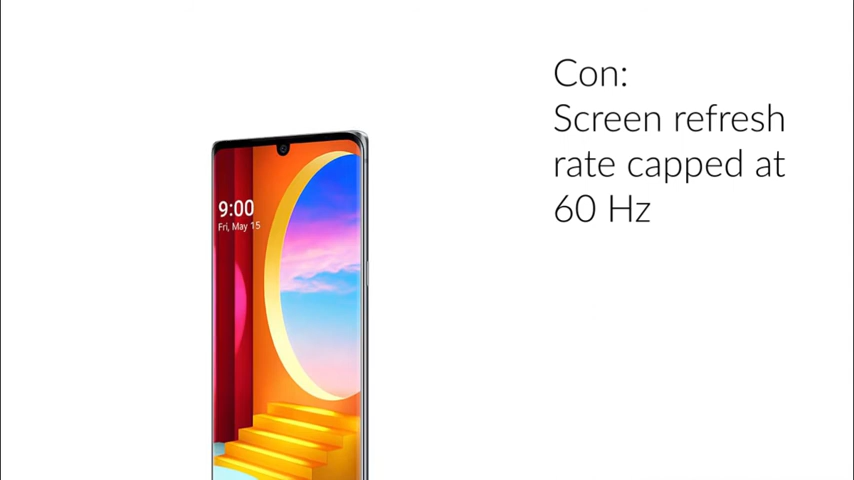 Con:
Screen refresh
rate capped at
60 Hz
9:00
Fri, May 15